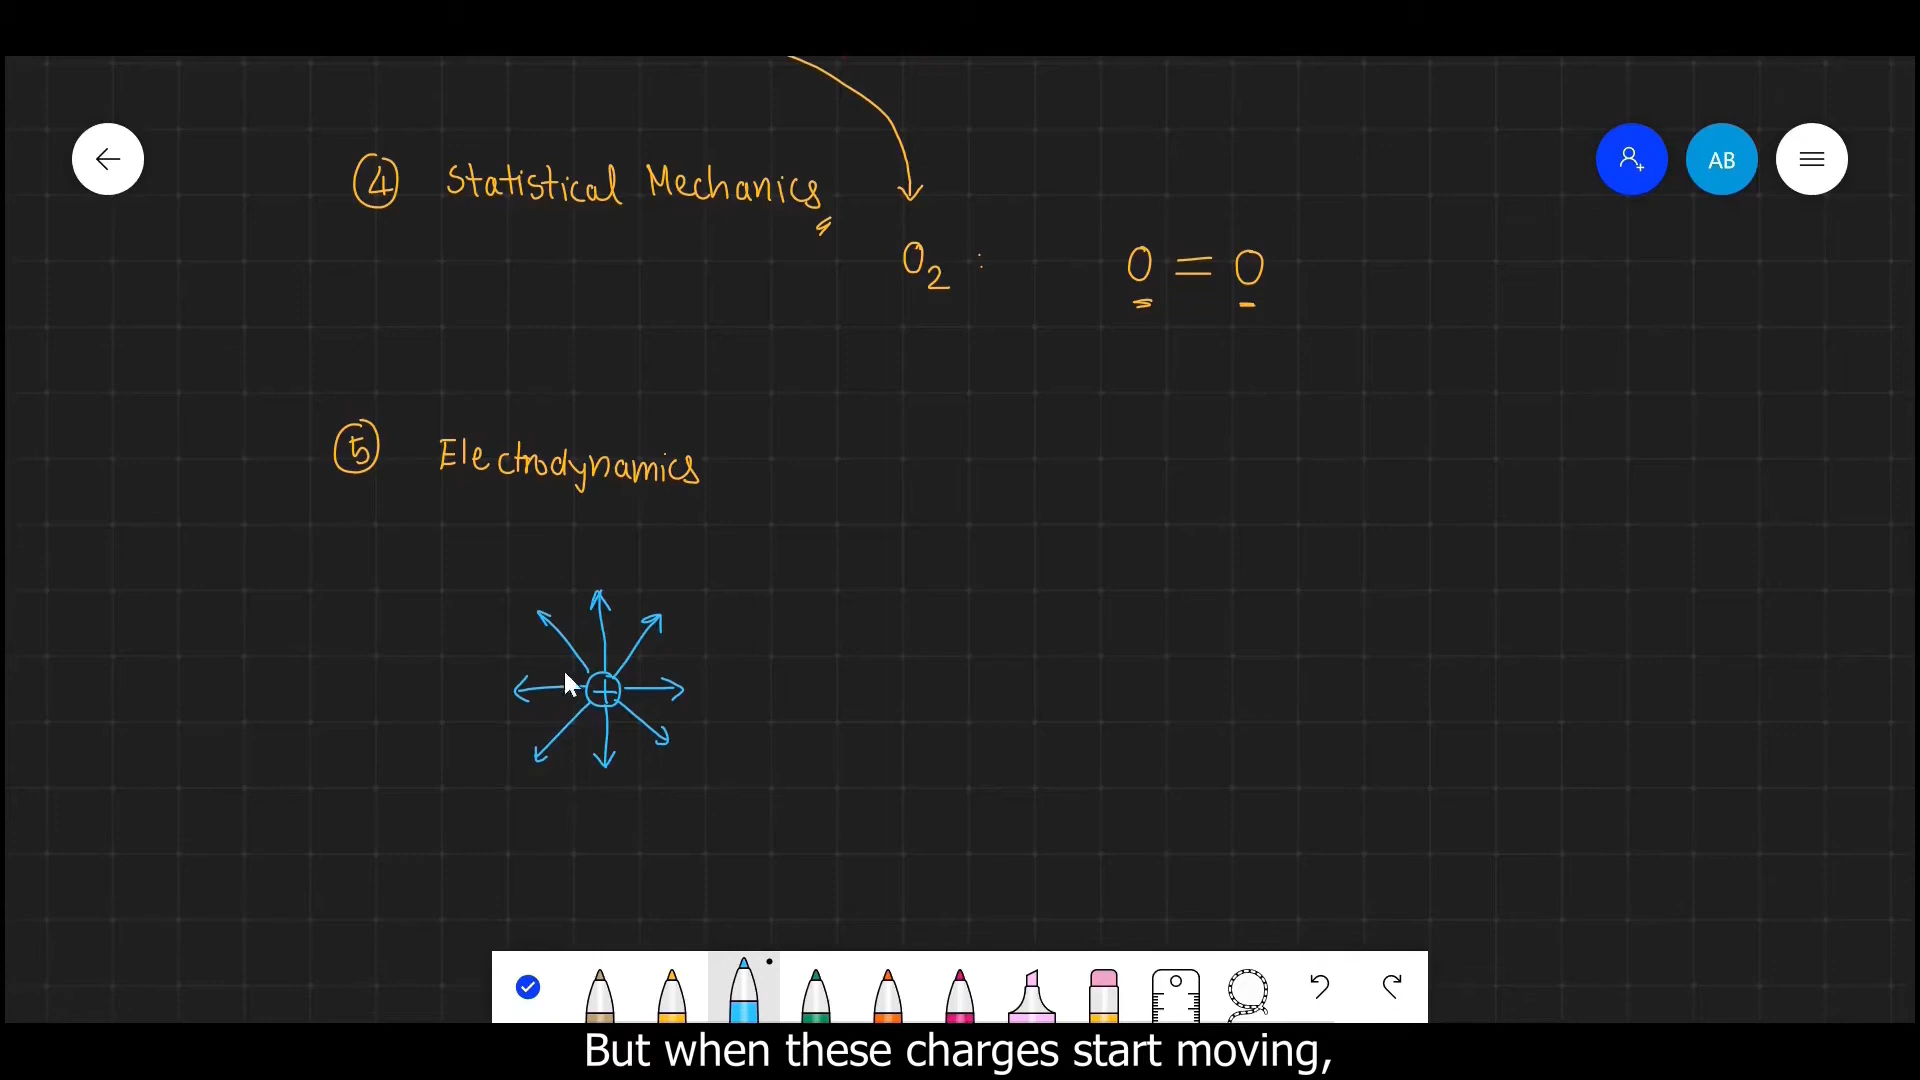 AB
④ Statistical Mechanics
O₂ : O = O
⑤ Electrodynamics
+
But when these charges start moving,